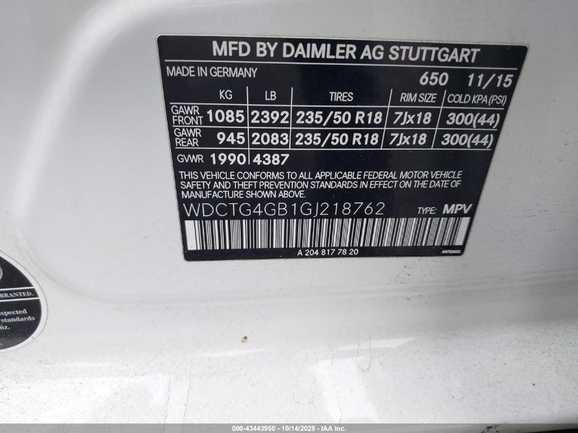 MFD BY DAIMLER AG STUTTGART
MADE IN GERMANY 650 11/15
KG LB TIRES RIM SIZE COLD KPA(PSI)
GAWR FRONT 1085 2392 235/50 R18 7Jx18 300(44)
GAWR REAR 945 2083 235/50 R18 7Jx18 300(44)
GVWR 1990 4387
THIS VEHICLE CONFORMS TO ALL APPLICABLE FEDERAL MOTOR VEHICLE
SAFETY AND THEFT PREVENTION STANDARDS IN EFFECT ON THE DATE OF
MANUFACTURE SHOWN ABOVE.
WDCTG4GB1GJ218762 TYPE: MPV
A 204 817 78 20
ARRANTED.
spected
standards
oz.
000-43443950 - 10/14/2025 - IAA Inc.